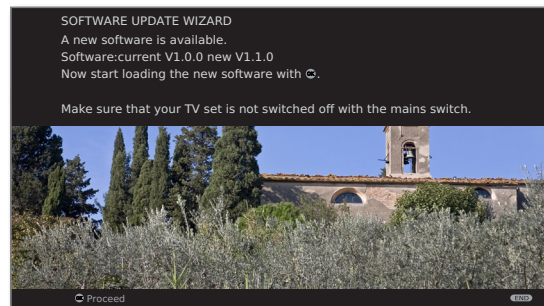 SOFTWARE UPDATE WIZARD
A new software is available.
Software:current V1.0.0 new V1.1.0
Now start loading the new software with OK.
Make sure that your TV set is not switched off with the mains switch.
OK Proceed
END